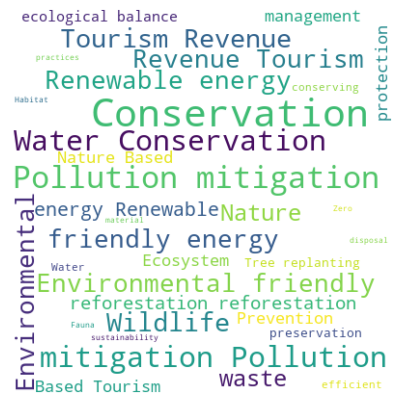 ecological balance
management
Tourism Revenue
protection
Revenue Tourism
practices
Renewable energy
conserving
Habitat
Conservation
Water Conservation
Nature Based
Pollution mitigation
Environmental
energy Renewable
Nature
Zero
material
friendly energy
disposal
Ecosystem
Tree replanting
Water
Environmental friendly
reforestation reforestation
Wildlife
Prevention
Fauna
preservation
sustainability
mitigation Pollution
waste
Based Tourism
efficient